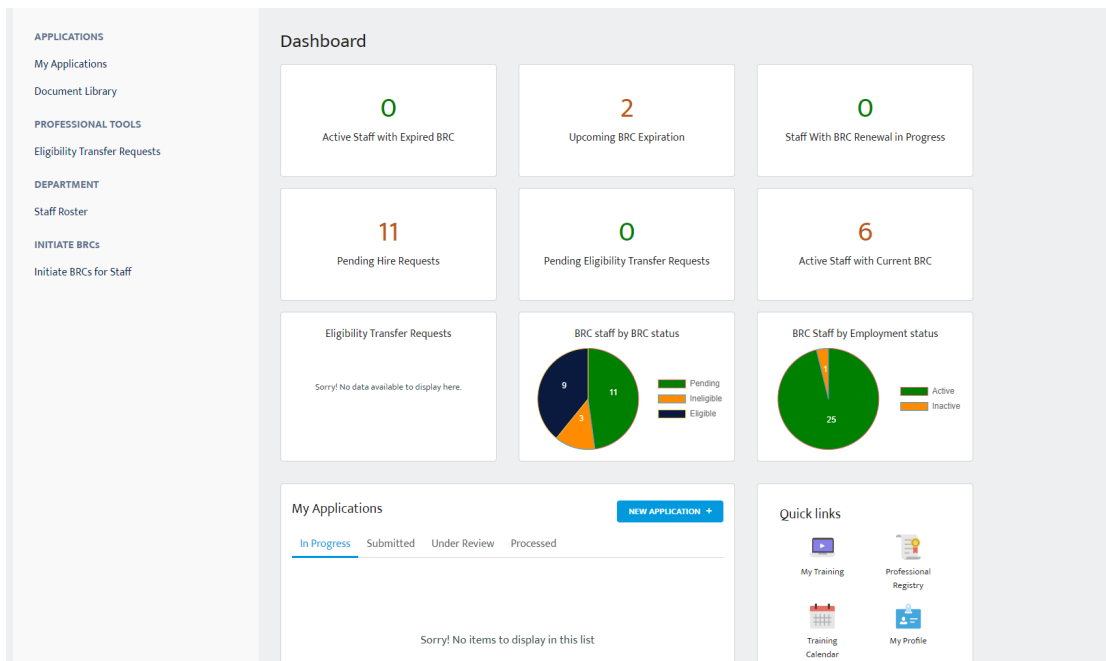 APPLICATIONS
My Applications
Document Library
PROFESSIONAL TOOLS
Eligibility Transfer Requests
DEPARTMENT
Staff Roster
INITIATE BRCs
Initiate BRCs for Staff
Dashboard
0
Active Staff with Expired BRC
2
Upcoming BRC Expiration
0
Staff With BRC Renewal in Progress
11
Pending Hire Requests
0
Pending Eligibility Transfer Requests
6
Active Staff with Current BRC
Eligibility Transfer Requests
Sorry! No data available to display here.
BRC staff by BRC status
9
11
3
Pending
Ineligible
Eligible
BRC Staff by Employment status
1
25
Active
Inactive
My Applications
NEW APPLICATION +
In Progress Submitted Under Review Processed
Sorry! No items to display in this list
Quick links
My Training
Professional
Registry
Training
Calendar
My Profile